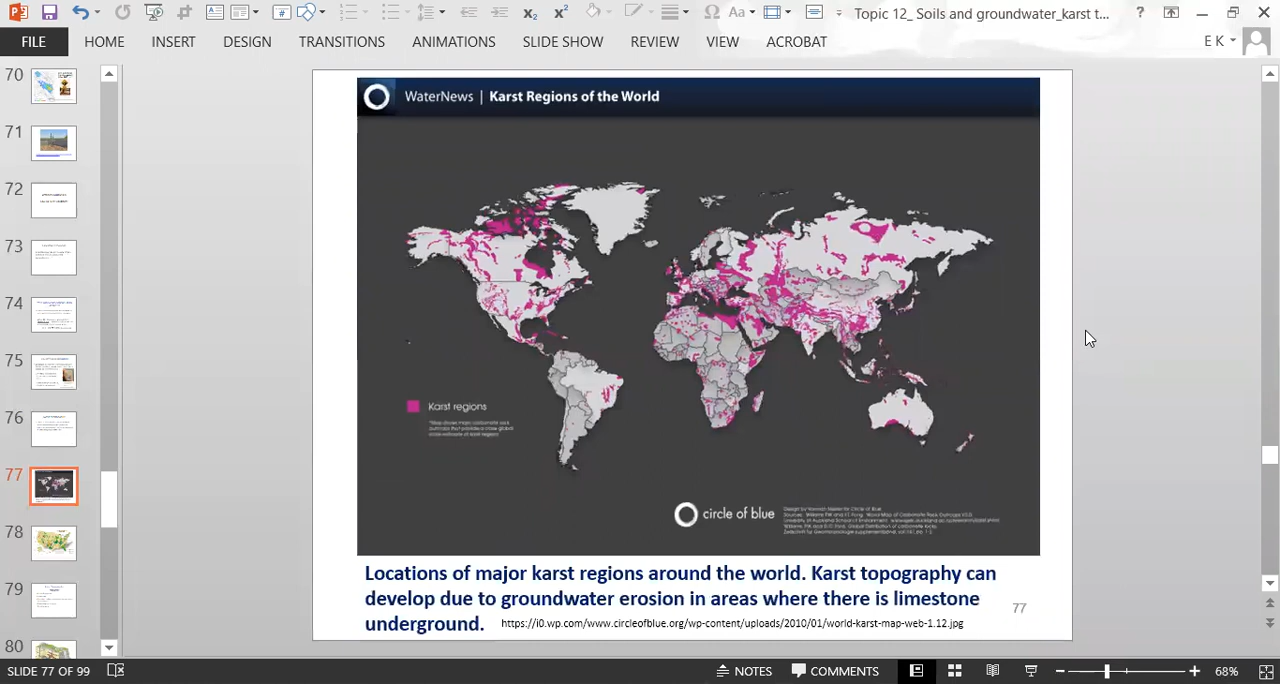 Topic 12_ Soils and groundwater_karst t...
?
FILE
HOME
INSERT
DESIGN
TRANSITIONS
ANIMATIONS
SLIDE SHOW
REVIEW
VIEW
ACROBAT
E K
70
71
72
73
74
75
76
77
78
79
80
WaterNews | Karst Regions of the World
Karst regions
circle of blue
Locations of major karst regions around the world. Karst topography can
develop due to groundwater erosion in areas where there is limestone
underground. https://i0.wp.com/www.circleofblue.org/wp-content/uploads/2010/01/world-karst-map-web-1.12.jpg
77
SLIDE 77 OF 99
NOTES
COMMENTS
68%